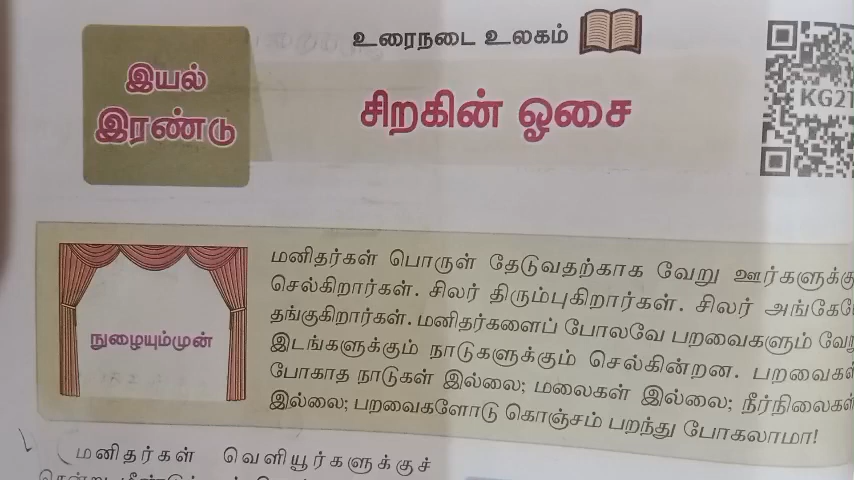 உரைநடை உலகம்
இயல்
இரண்டு
சிறகின் ஓசை
KG2T
நுழையும்முன்
மனிதர்கள் பொருள் தேடுவதற்காக வேறு ஊர்களுக்கு
செல்கிறார்கள். சிலர் திரும்புகிறார்கள். சிலர் அங்கேயே
தங்குகிறார்கள். மனிதர்களைப் போலவே பறவைகளும் வேறு
இடங்களுக்கும் நாடுகளுக்கும் செல்கின்றன. பறவைகள்
போகாத நாடுகள் இல்லை; மலைகள் இல்லை; நீர்நிலைகள்
இல்லை; பறவைகளோடு கொஞ்சம் பறந்து போகலாமா!
மனிதர்கள் வெளியூர்களுக்குச்